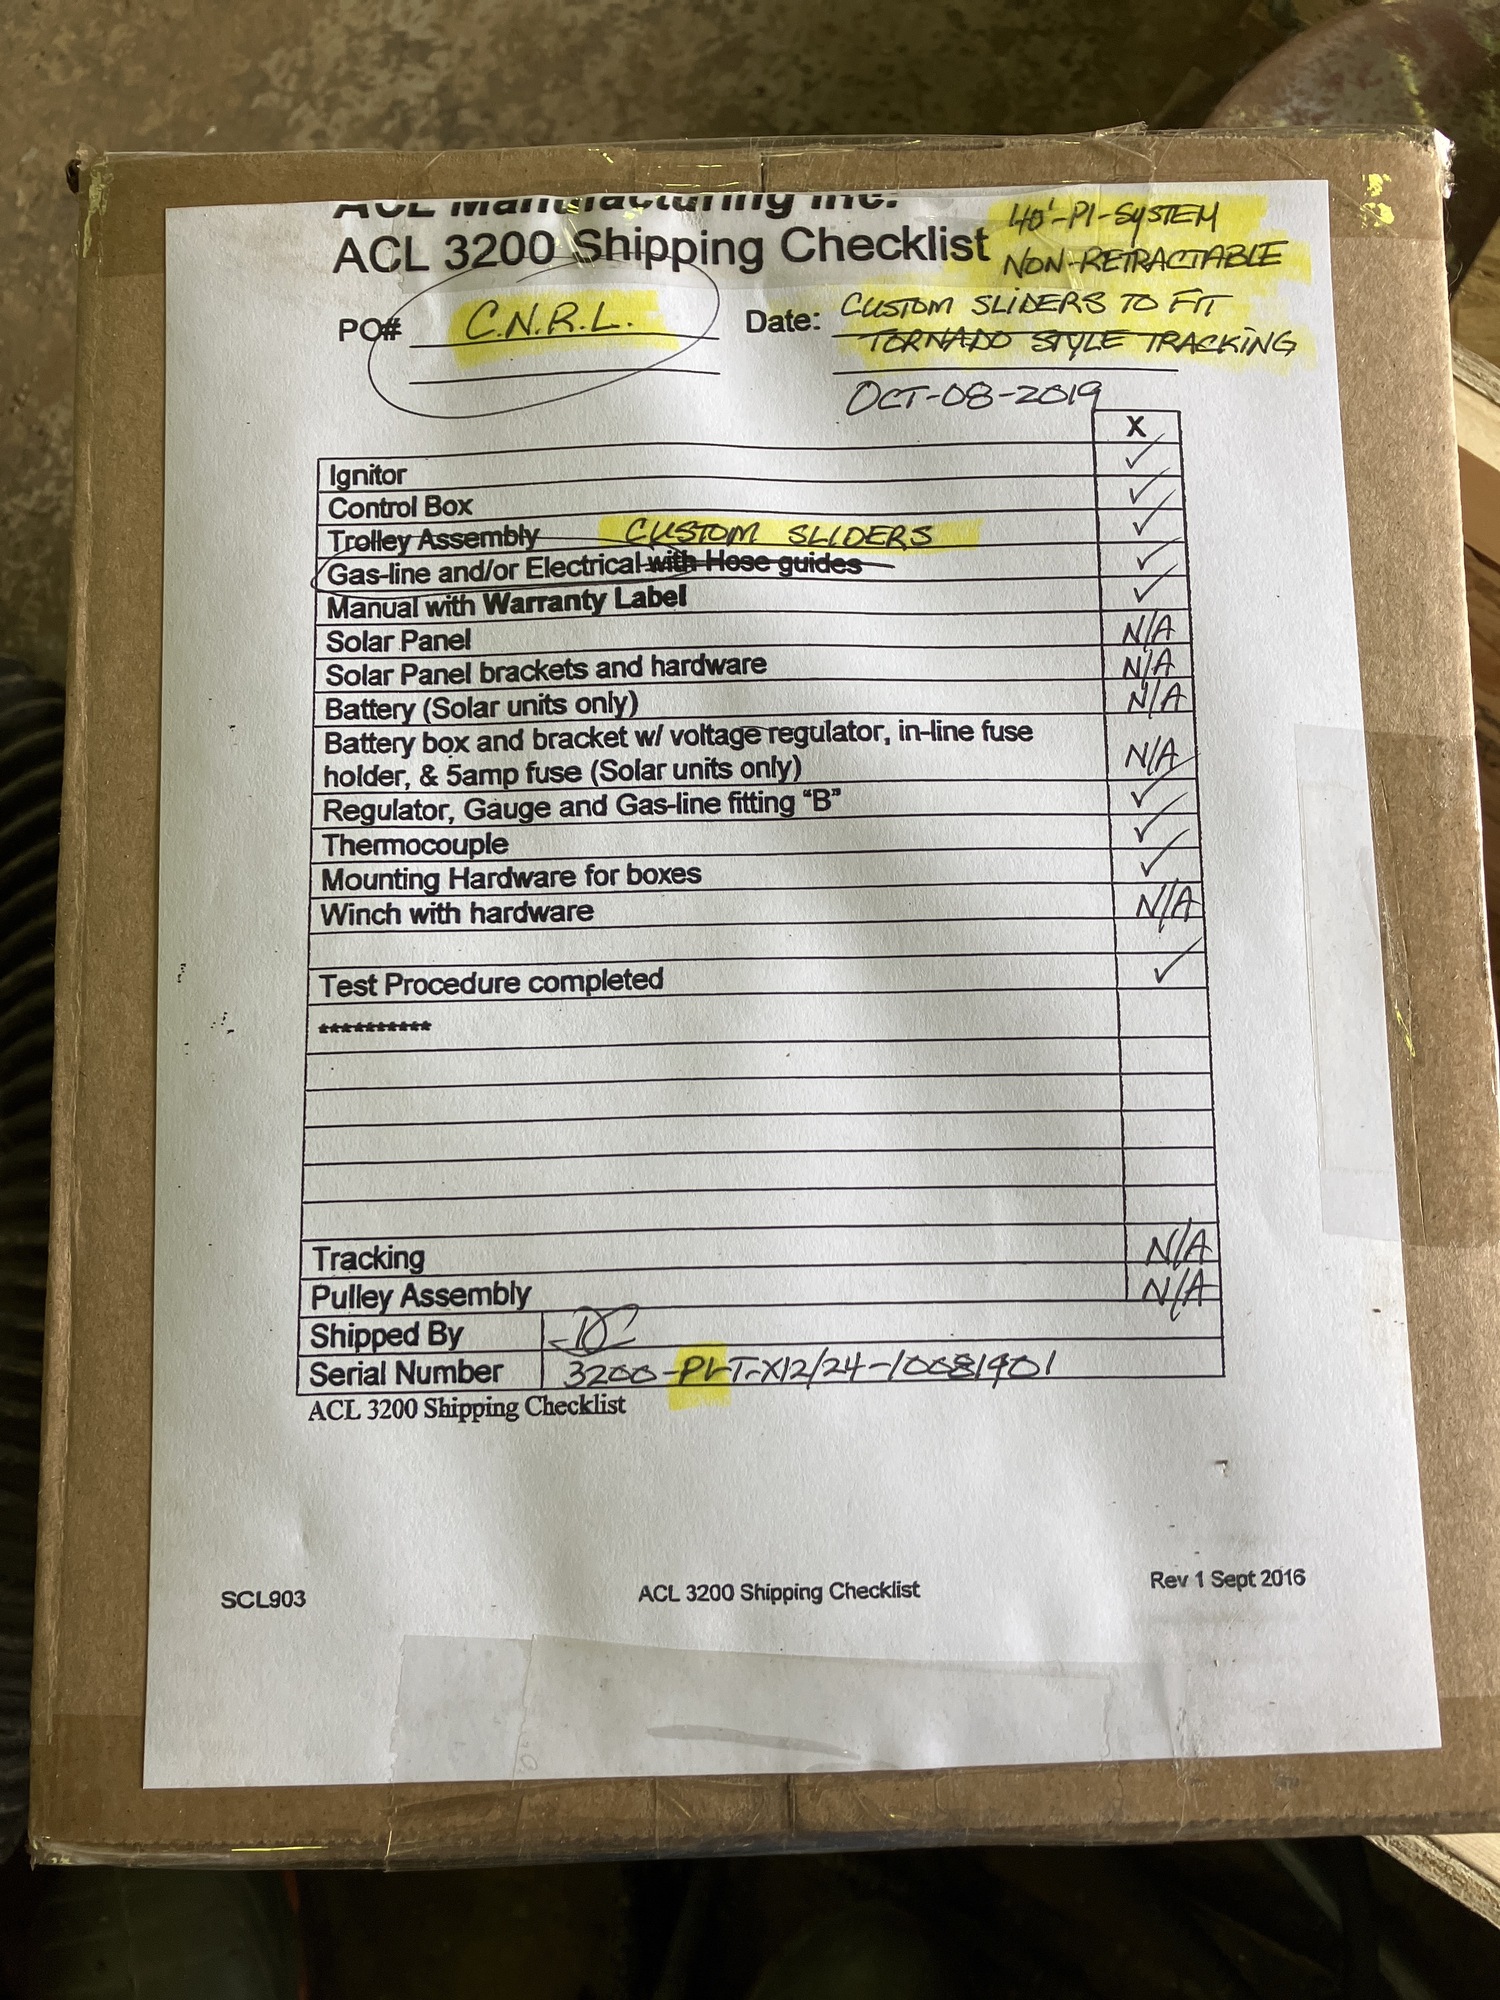 ACL Manufacturing Inc.
ACL 3200 Shipping Checklist
40'-PI-SYSTEM
NON-RETRACTABLE
PO# C.N.R.L.
Date: CUSTOM SLIDERS TO FIT
TORNADO STYLE TRACKING
OCT-08-2019
X
Ignitor ✓
Control Box ✓
Trolley Assembly CUSTOM SLIDERS ✓
Gas-line and/or Electrical with Hose guides ✓
Manual with Warranty Label ✓
Solar Panel N/A
Solar Panel brackets and hardware N/A
Battery (Solar units only) N/A
Battery box and bracket w/ voltage regulator, in-line fuse
holder, & 5amp fuse (Solar units only) N/A
Regulator, Gauge and Gas-line fitting “B” ✓
Thermocouple ✓
Mounting Hardware for boxes ✓
Winch with hardware N/A
Test Procedure completed ✓
**********
Tracking N/A
Pulley Assembly N/A
Shipped By DC
Serial Number 3200-PLT-X12/24-10081901
ACL 3200 Shipping Checklist
SCL903 ACL 3200 Shipping Checklist Rev 1 Sept 2016